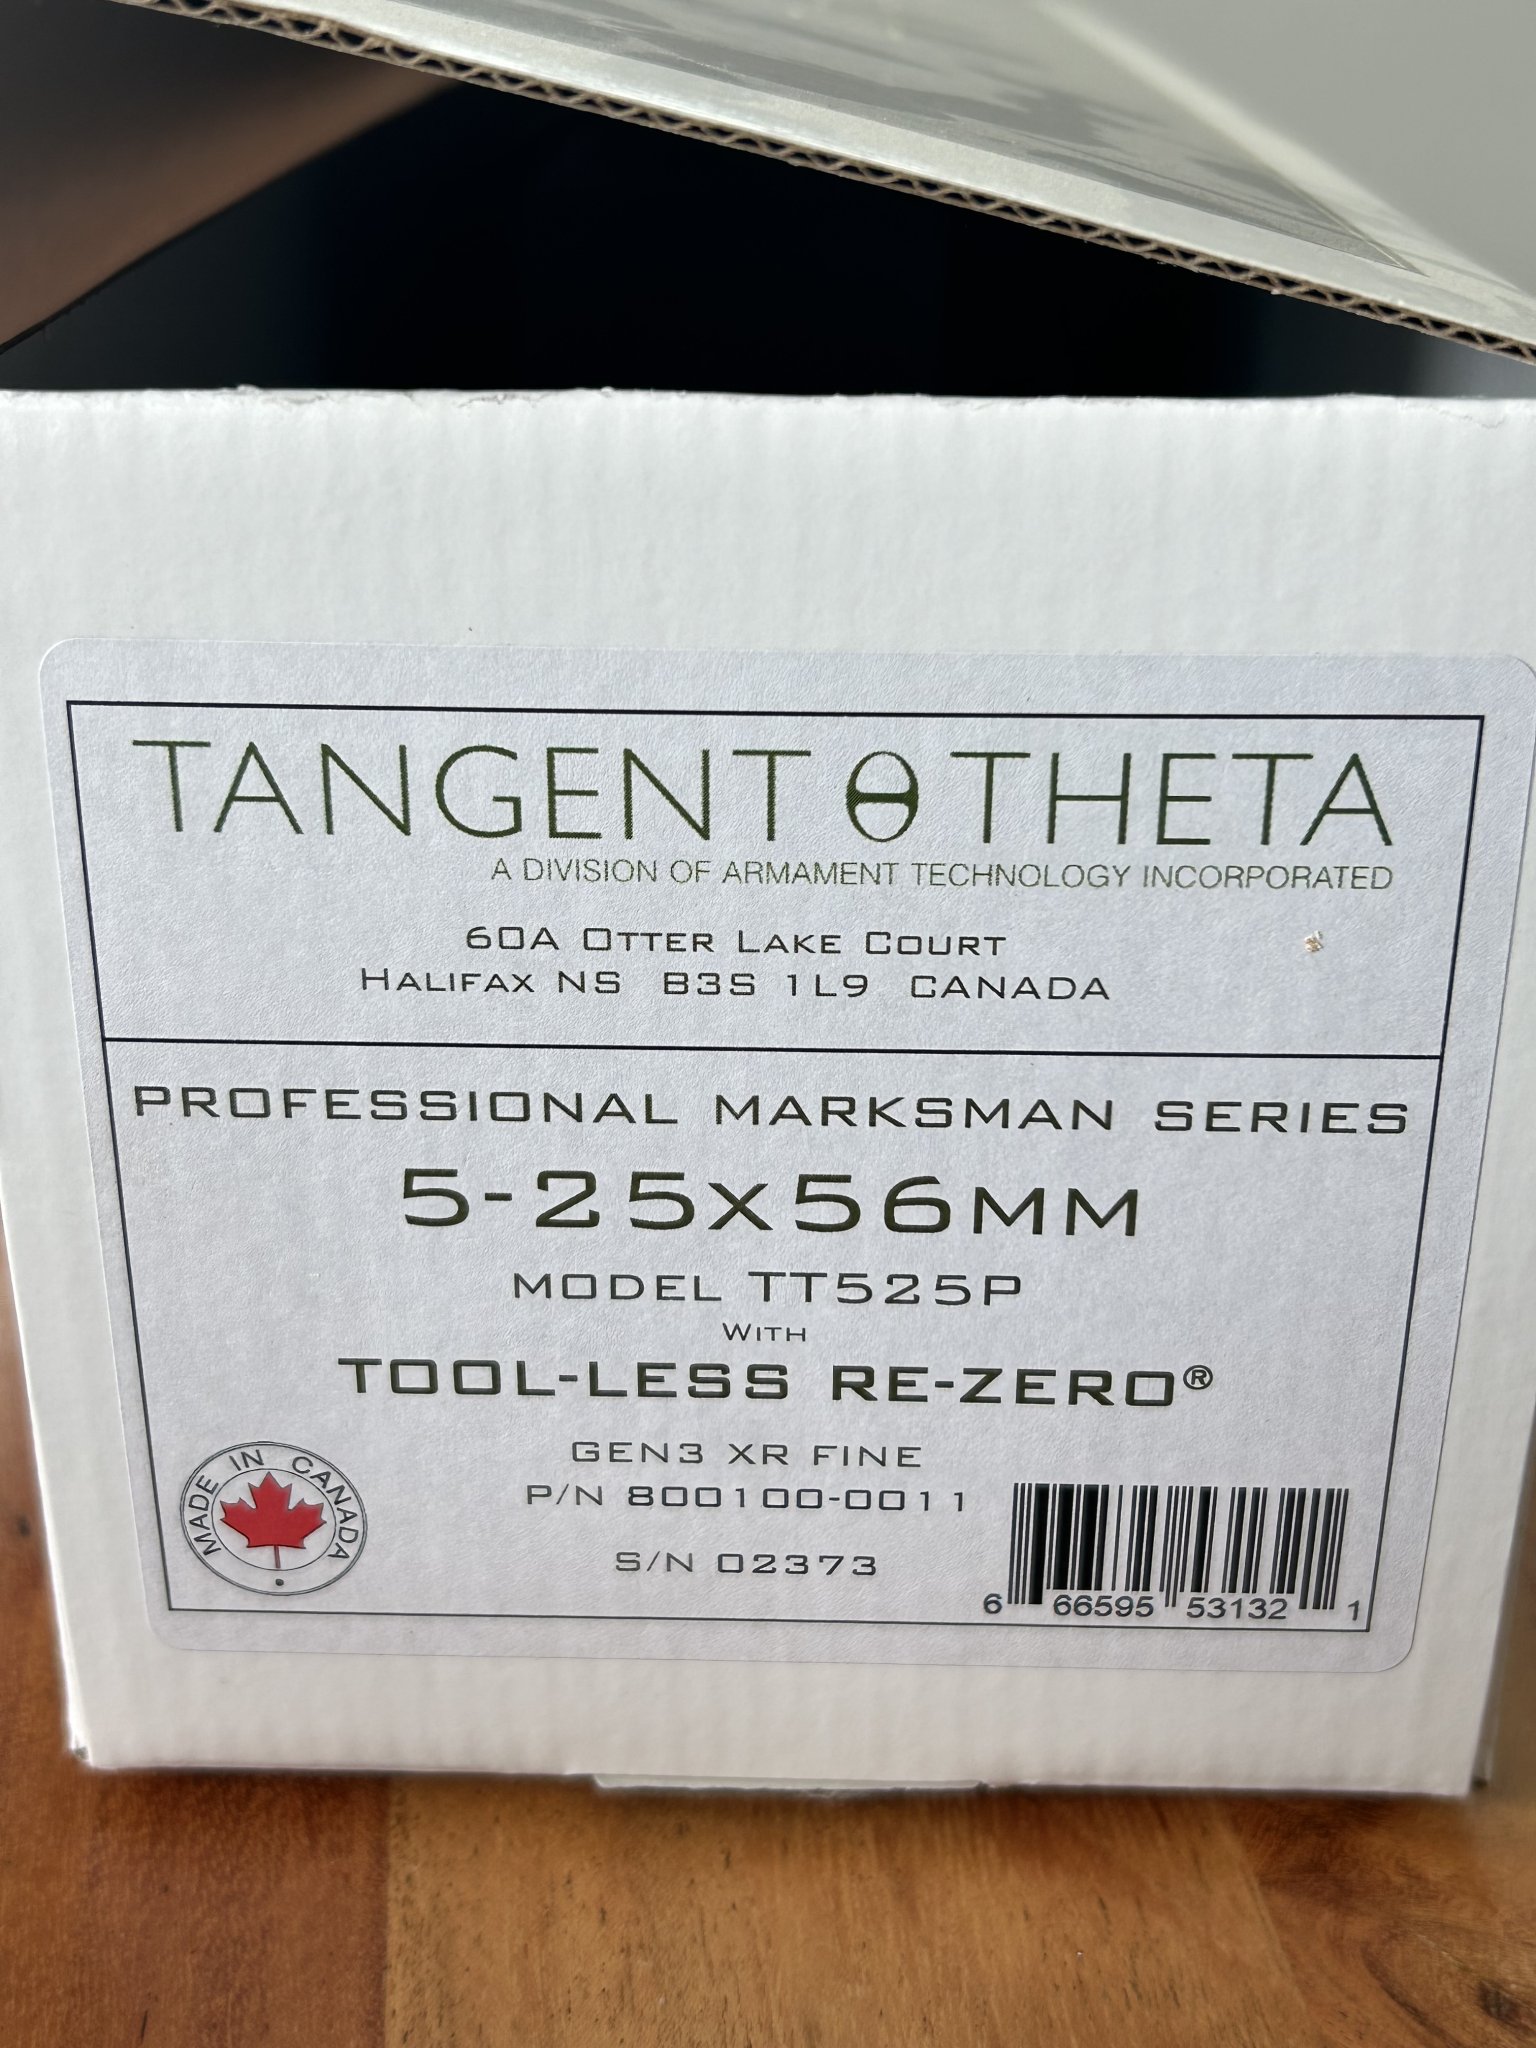 TANGENT θ THETA
A DIVISION OF ARMAMENT TECHNOLOGY INCORPORATED
60A OTTER LAKE COURT
HALIFAX NS B3S 1L9 CANADA
PROFESSIONAL MARKSMAN SERIES
5-25x56MM
MODEL TT525P
WITH
TOOL-LESS RE-ZERO®
GEN3 XR FINE
P/N 800100-0011
S/N 02373
MADE IN CANADA
6 66595 53132 1